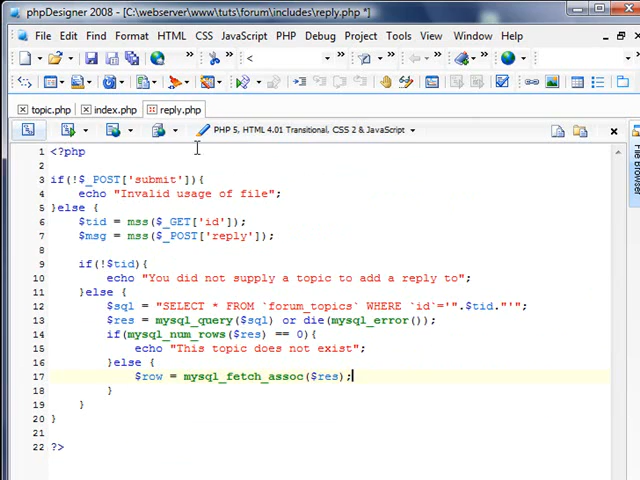 phpDesigner 2008 - [C:\webserver\www\tuts\forum\includes\reply.php *]
File Edit Find Format HTML CSS JavaScript PHP Debug Project Tools View Window Help
<
topic.php index.php reply.php
PHP 5, HTML 4.01 Transitional, CSS 2 & JavaScript
File Browser
1 <?php
2
3 if(!$_POST['submit']){
4 echo "Invalid usage of file";
5 }else {
6 $tid = mss($_GET['id']);
7 $msg = mss($_POST['reply']);
8
9 if(!$tid){
10 echo "You did not supply a topic to add a reply to";
11 }else {
12 $sql = "SELECT * FROM `forum_topics` WHERE `id`='".$tid."'";
13 $res = mysql_query($sql) or die(mysql_error());
14 if(mysql_num_rows($res) == 0){
15 echo "This topic does not exist";
16 }else {
17 $row = mysql_fetch_assoc($res);
18 }
19 }
20 }
21
22 ?>